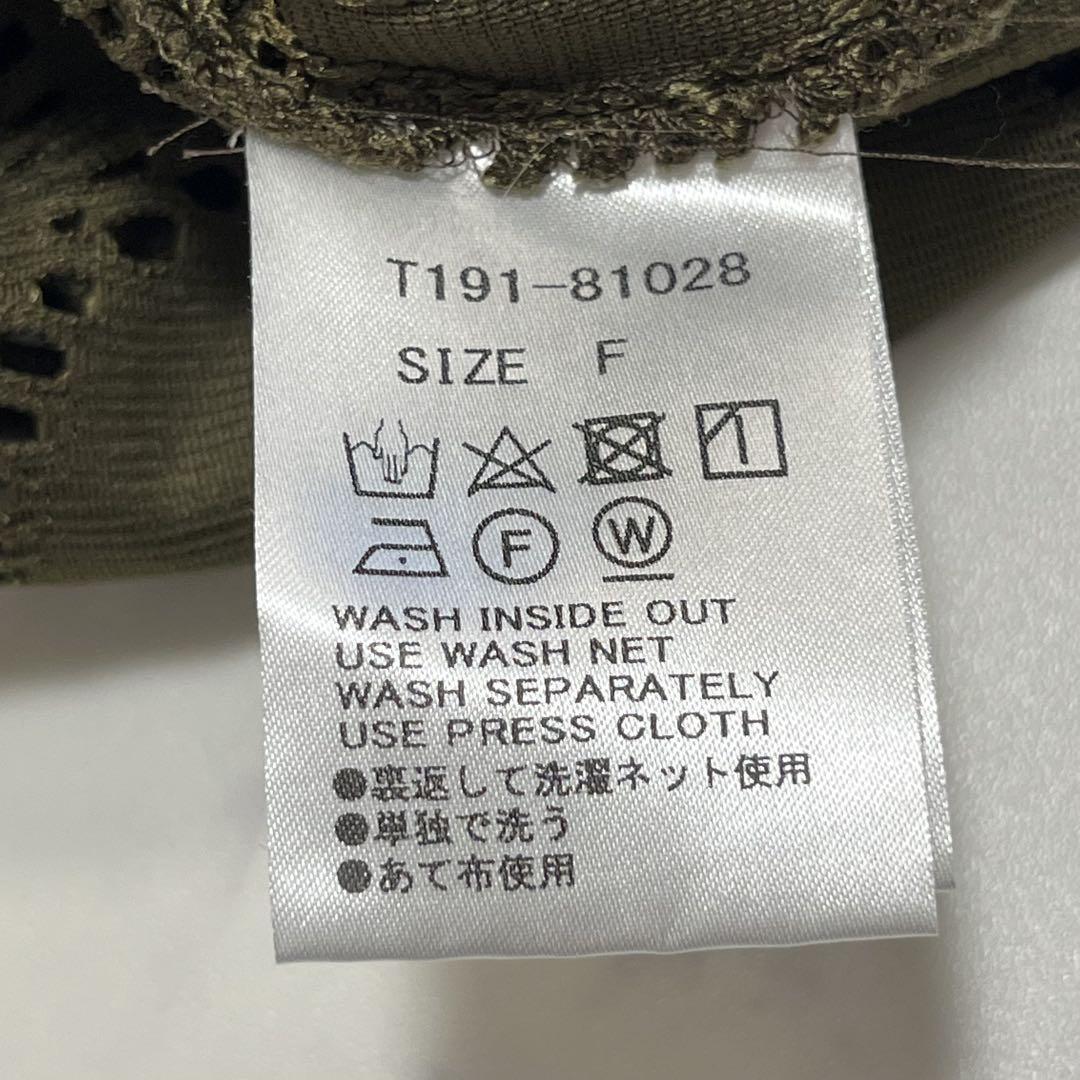 T191-81028
SIZE F
F W
WASH INSIDE OUT
USE WASH NET
WASH SEPARATELY
USE PRESS CLOTH
●裏返して洗濯ネット使用
●単独で洗う
●あて布使用